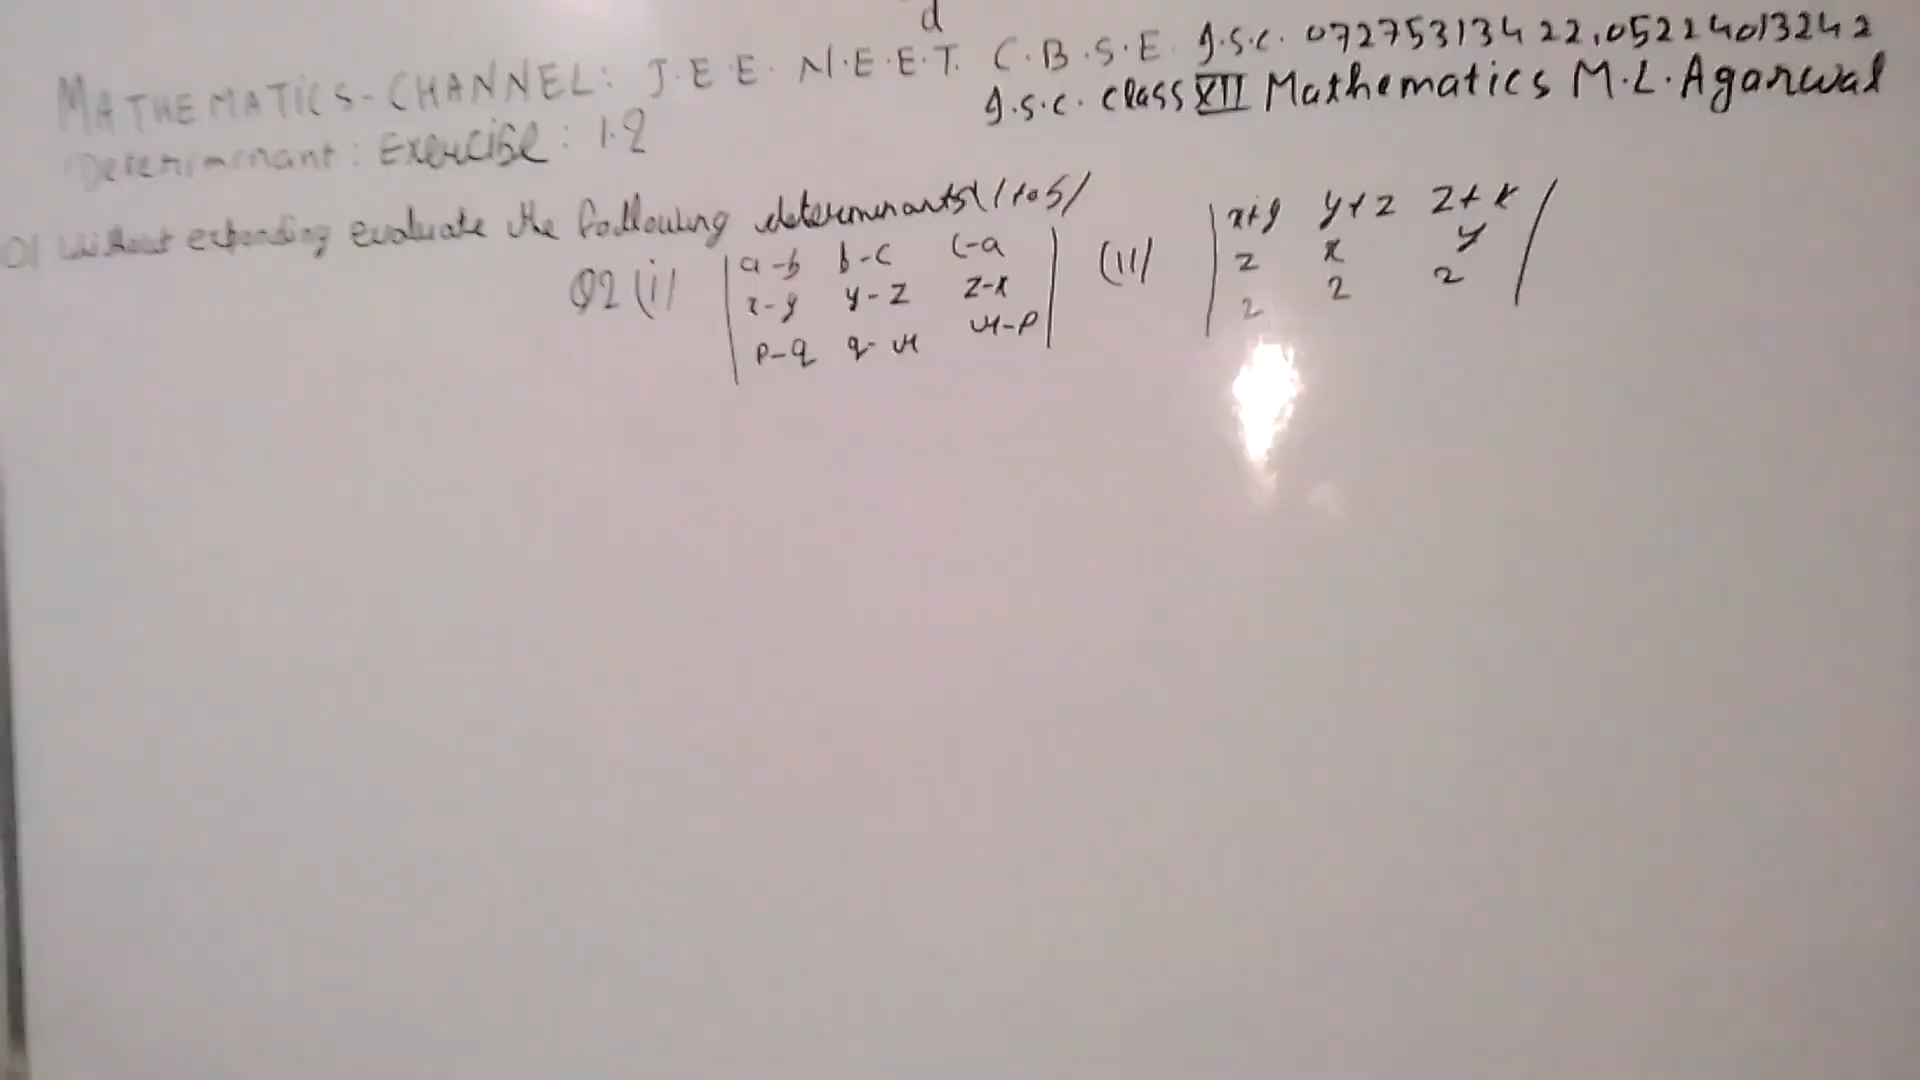 d
MATHEMATICS-CHANNEL: J.E.E. N.E.E.T. C.B.S.E. I.S.C. 07275313422,05224013242
I.S.C. class XII Mathematics M.L.Agarwal
Determinant: Exercise: 1.2
Q1 Without expanding evaluate the following determinants (1 to 5)
Q2 (i) | a-b b-c c-a | (ii) | x+y y+z z+x |
| x-y y-z z-x | | z x y |
| p-q q-r r-p | | 2 2 2 |